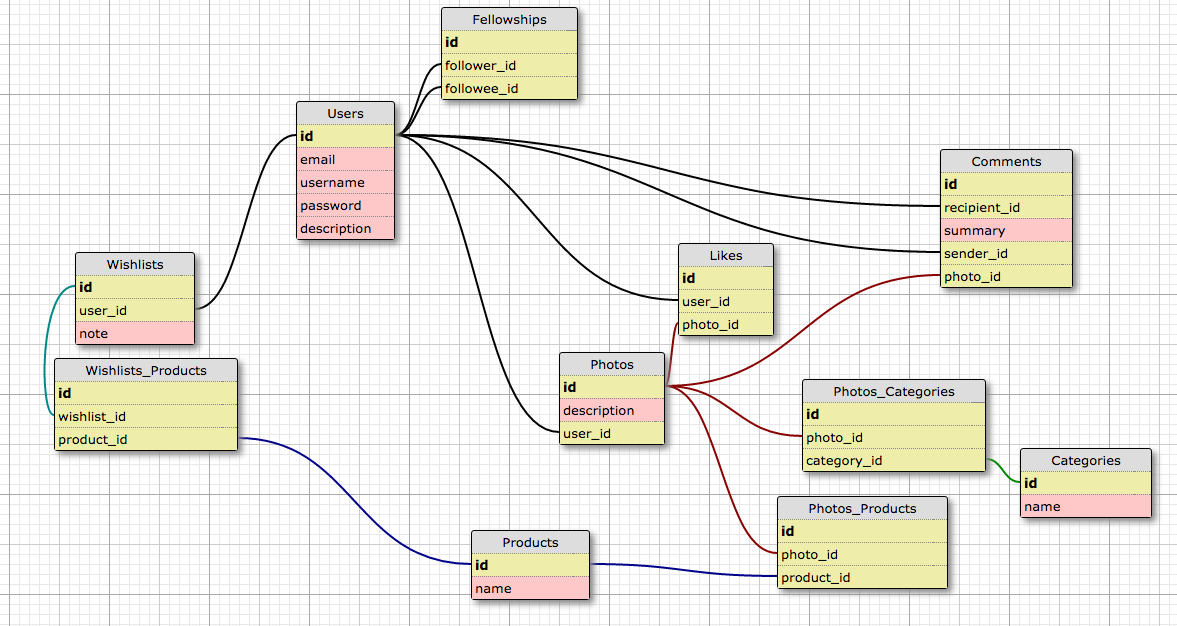 Fellowships
id
follower_id
followee_id
Users
id
email
username
password
description
Comments
id
recipient_id
summary
sender_id
photo_id
Likes
id
user_id
photo_id
Wishlists
id
user_id
note
Wishlists_Products
id
wishlist_id
product_id
Photos
id
description
user_id
Photos_Categories
id
photo_id
category_id
Categories
id
name
Photos_Products
id
photo_id
product_id
Products
id
name